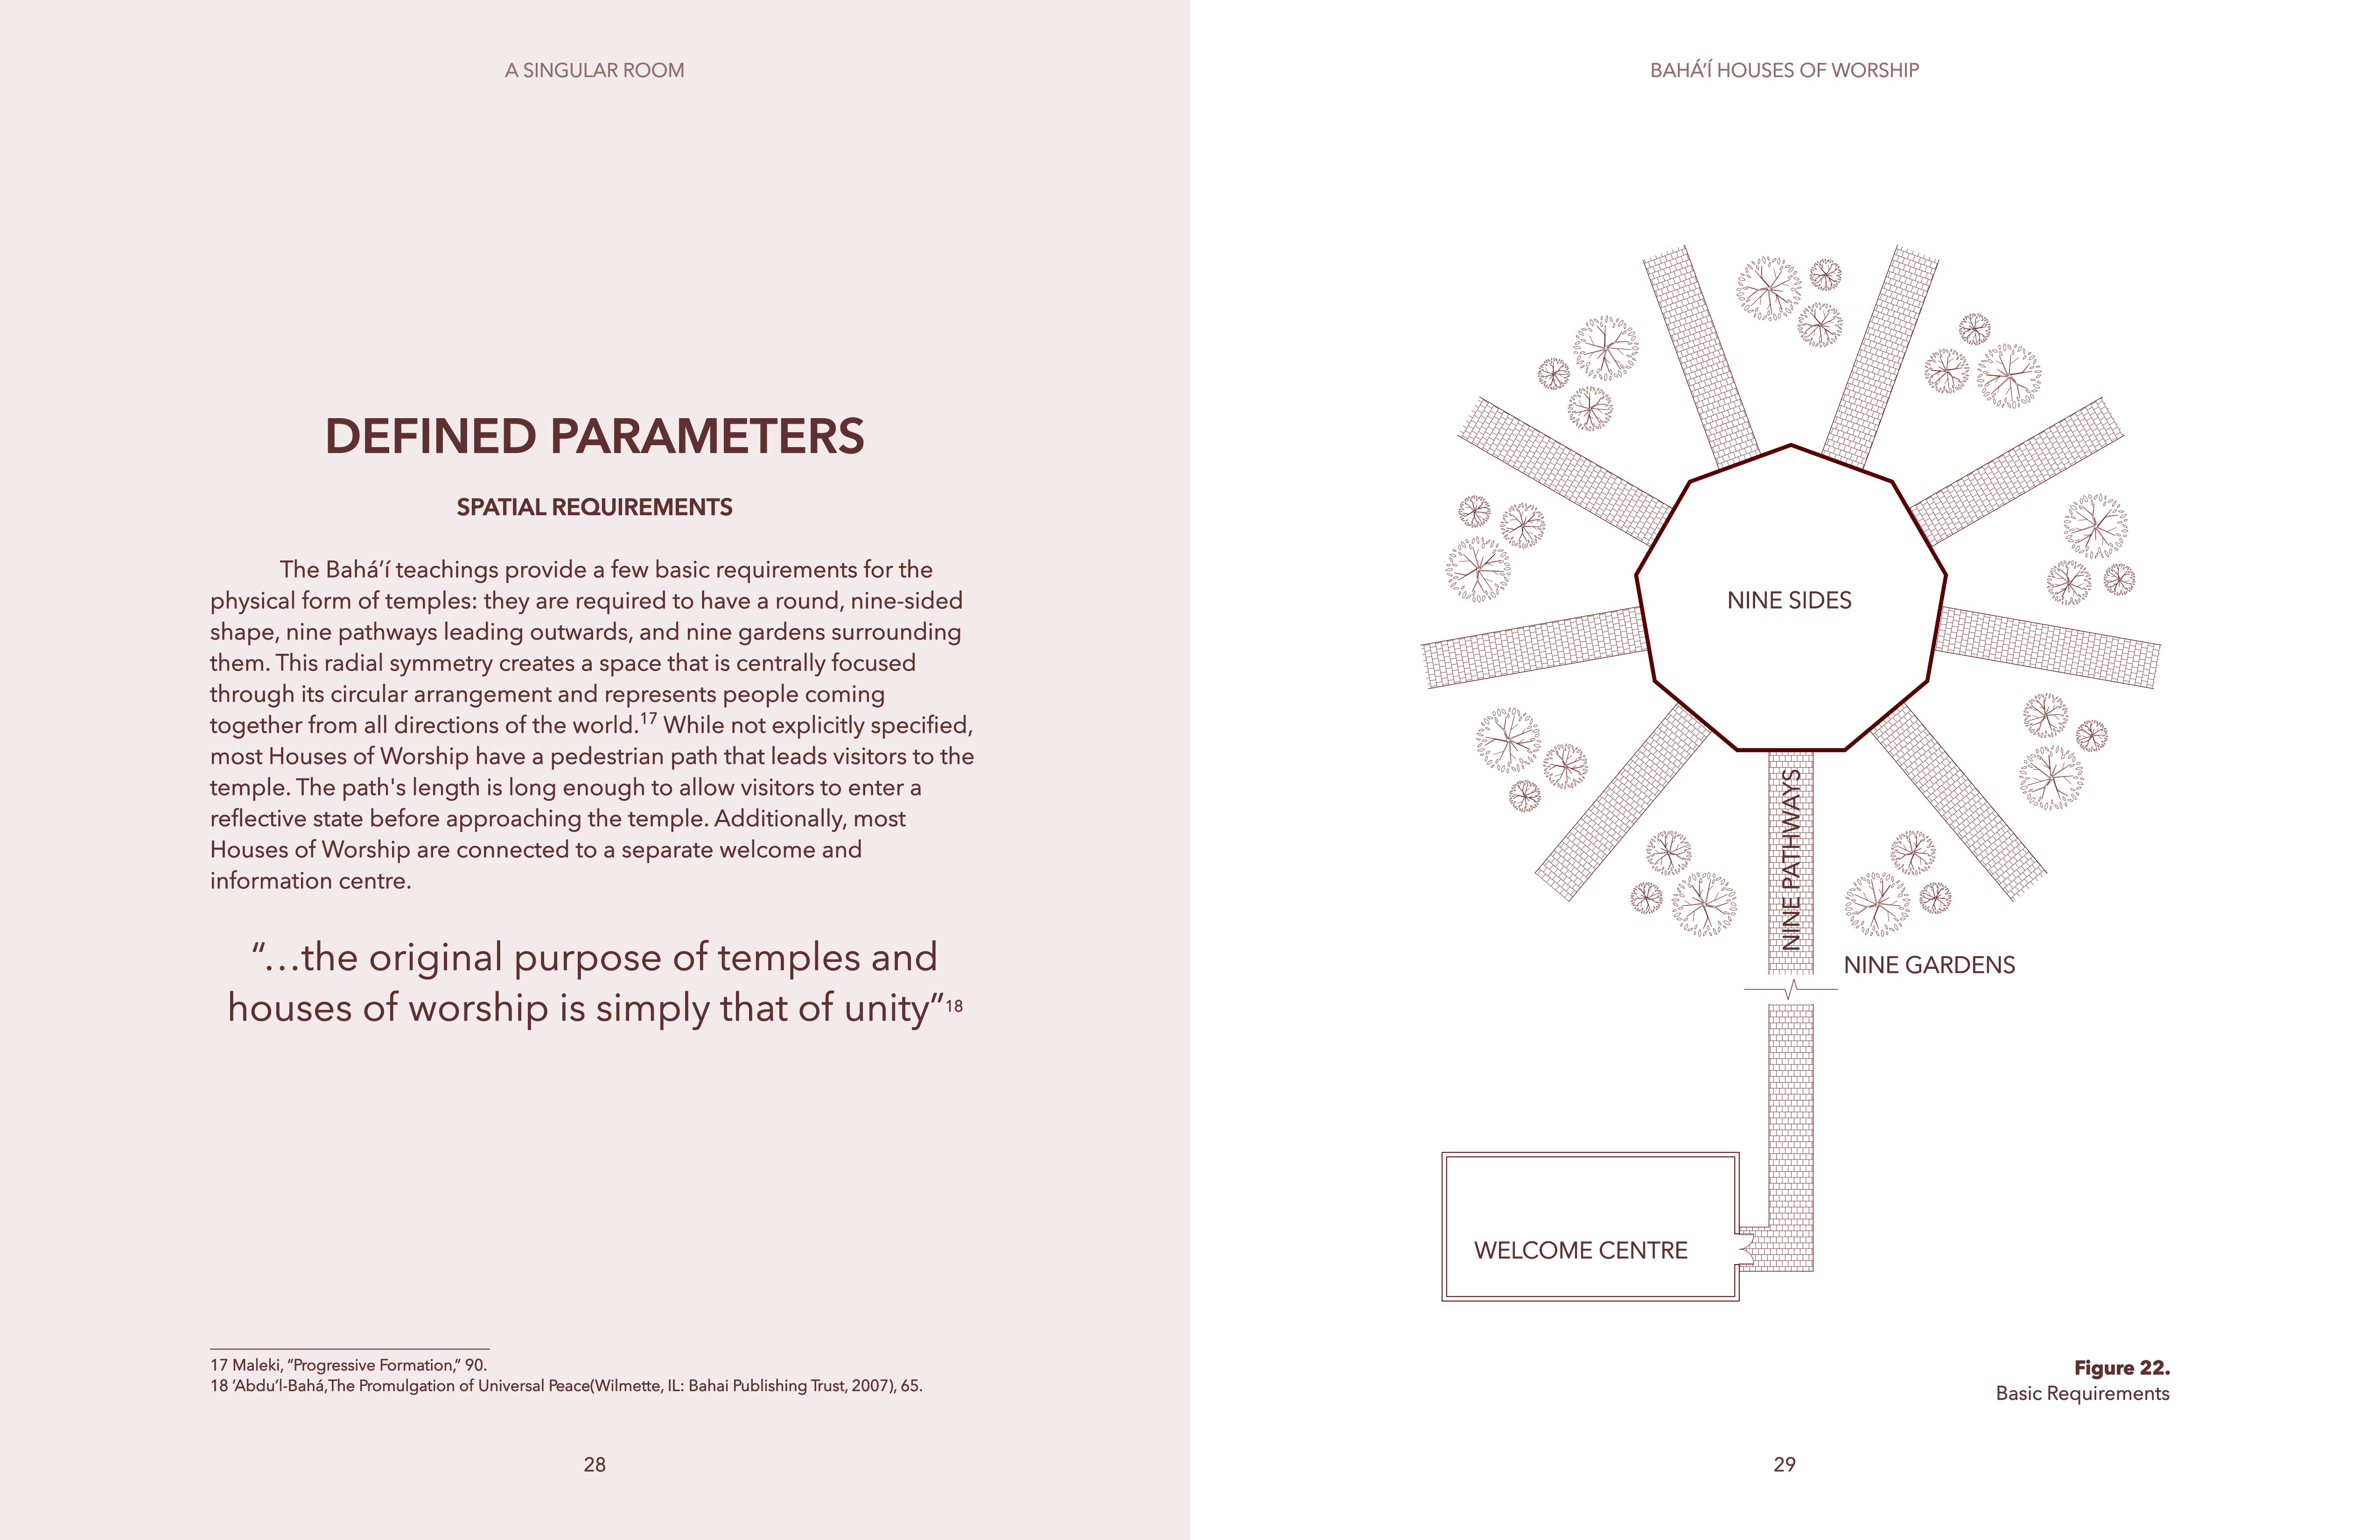 A SINGULAR ROOM
DEFINED PARAMETERS
SPATIAL REQUIREMENTS
The Bahá’í teachings provide a few basic requirements for the
physical form of temples: they are required to have a round, nine-sided
shape, nine pathways leading outwards, and nine gardens surrounding
them. This radial symmetry creates a space that is centrally focused
through its circular arrangement and represents people coming
together from all directions of the world.17 While not explicitly specified,
most Houses of Worship have a pedestrian path that leads visitors to the
temple. The path's length is long enough to allow visitors to enter a
reflective state before approaching the temple. Additionally, most
Houses of Worship are connected to a separate welcome and
information centre.
“…the original purpose of temples and
houses of worship is simply that of unity”18
17 Maleki, “Progressive Formation,” 90.
18 ‘Abdu’l-Bahá,The Promulgation of Universal Peace(Wilmette, IL: Bahai Publishing Trust, 2007), 65.
28
BAHÁ’Í HOUSES OF WORSHIP
NINE SIDES
NINE PATHWAYS
NINE GARDENS
WELCOME CENTRE
Figure 22.
Basic Requirements
29